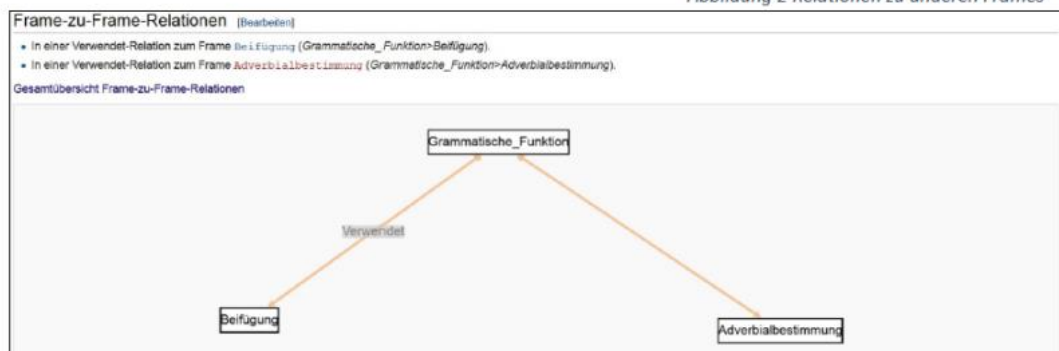 Abbildung 2 Relationen zu anderen Frames
Frame-zu-Frame-Relationen [Bearbeiten]
• In einer Verwendet-Relation zum Frame Beifügung (Grammatische_Funktion>Beifügung).
• In einer Verwendet-Relation zum Frame Adverbialbestimmung (Grammatische_Funktion>Adverbialbestimmung).
Gesamtübersicht Frame-zu-Frame-Relationen
Grammatische_Funktion
Verwendet
Beifügung
Adverbialbestimmung